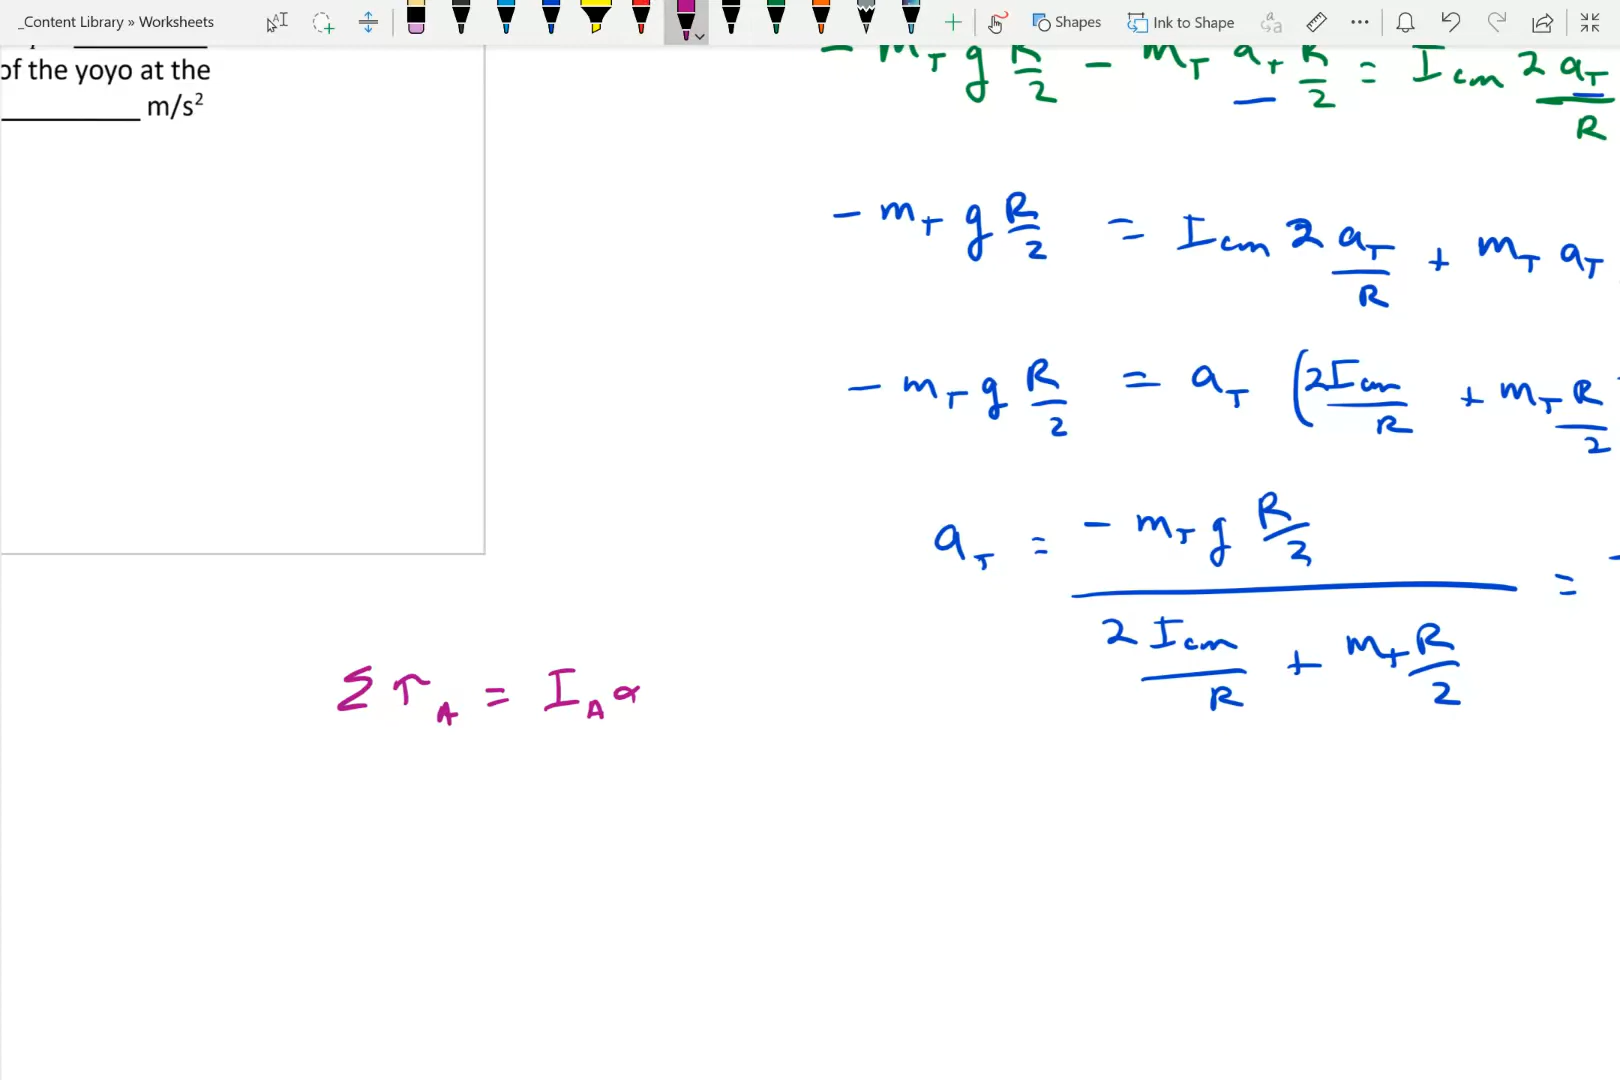 _Content Library » Worksheets
Shapes
Ink to Shape
of the yoyo at the
m/s²
- m_T g R/2 - m_T a_T R/2 = I_cm 2 a_T/R
- m_T g R/2 = I_cm 2 a_T/R + m_T a_T
- m_T g R/2 = a_T (2I_cm/R + m_T R/2
a_T = (- m_T g R/2)/(2 I_cm/R + m_T R/2) =
Σ τ_A = I_A α